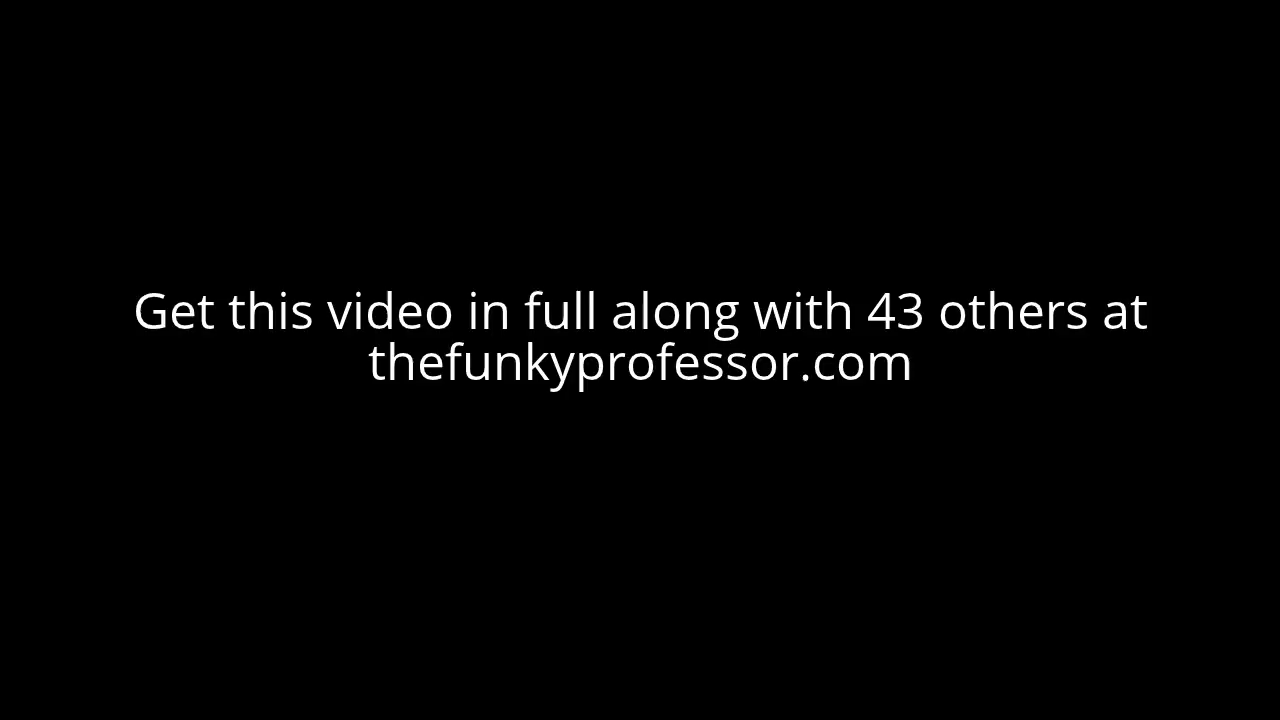 Get this video in full along with 43 others at
thefunkyprofessor.com